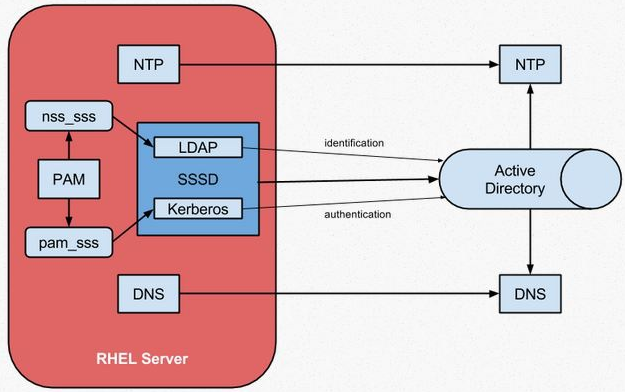 NTP
NTP
nss_sss
LDAP
identification
PAM
SSSD
Active
Directory
Kerberos
authentication
pam_sss
DNS
DNS
RHEL Server